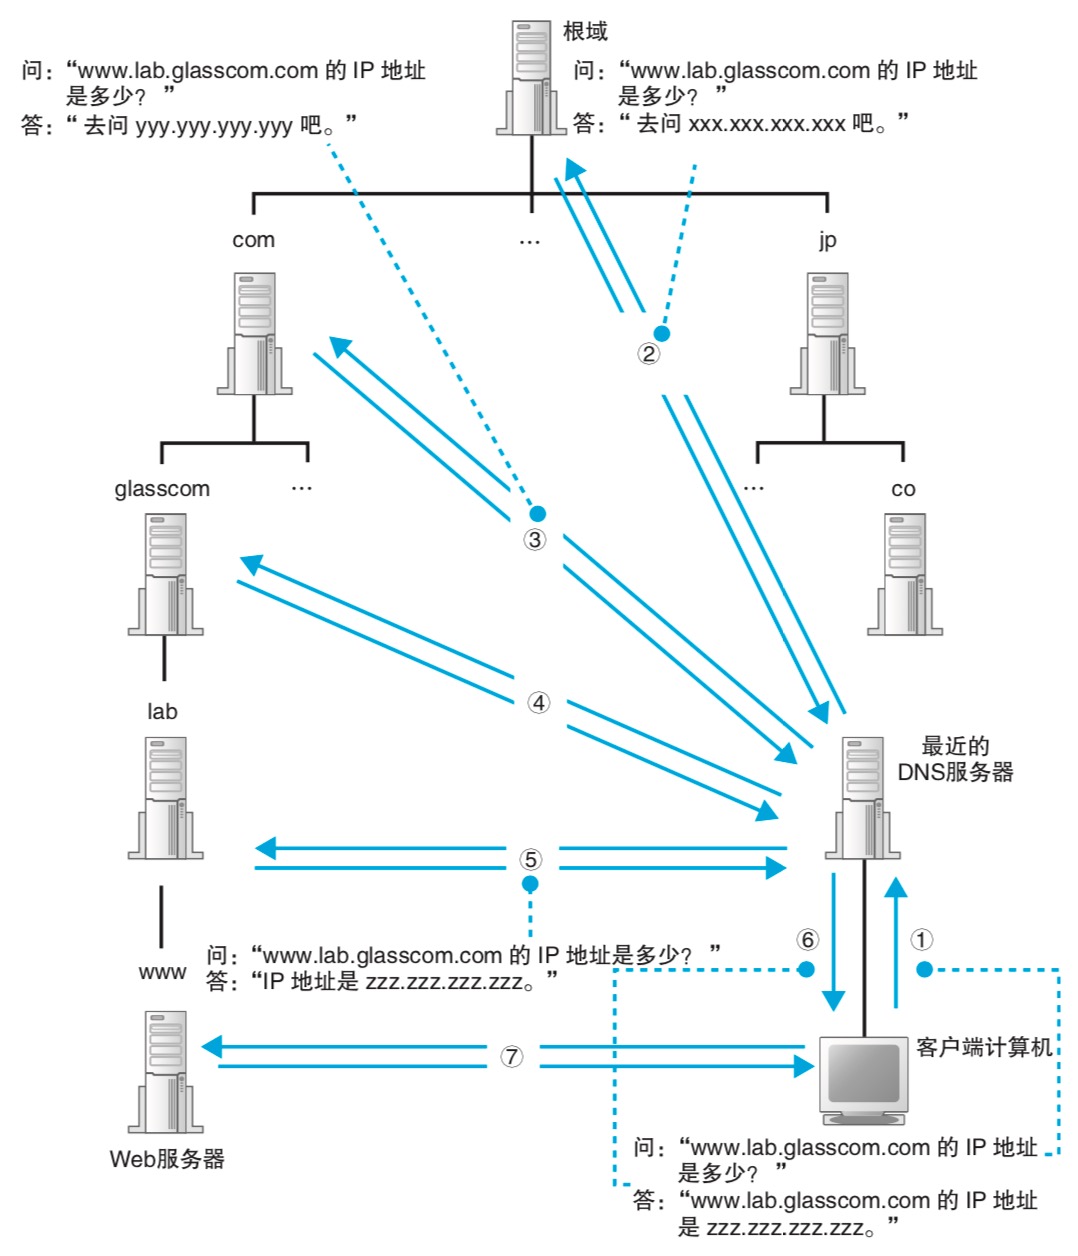 根域
问：“www.lab.glasscom.com 的 IP 地址
是多少？”
答：“去问 yyy.yyy.yyy.yyy 吧。”
问：“www.lab.glasscom.com 的 IP 地址
是多少？”
答：“去问 xxx.xxx.xxx.xxx 吧。”
com
...
jp
②
glasscom
...
...
co
③
④
lab
最近的
DNS服务器
⑤
⑥
①
www
问：“www.lab.glasscom.com 的 IP 地址是多少？”
答：“IP 地址是 zzz.zzz.zzz.zzz。”
⑦
客户端计算机
Web服务器
问：“www.lab.glasscom.com 的 IP 地址
是多少？”
答：“www.lab.glasscom.com 的 IP 地址
是 zzz.zzz.zzz.zzz。”